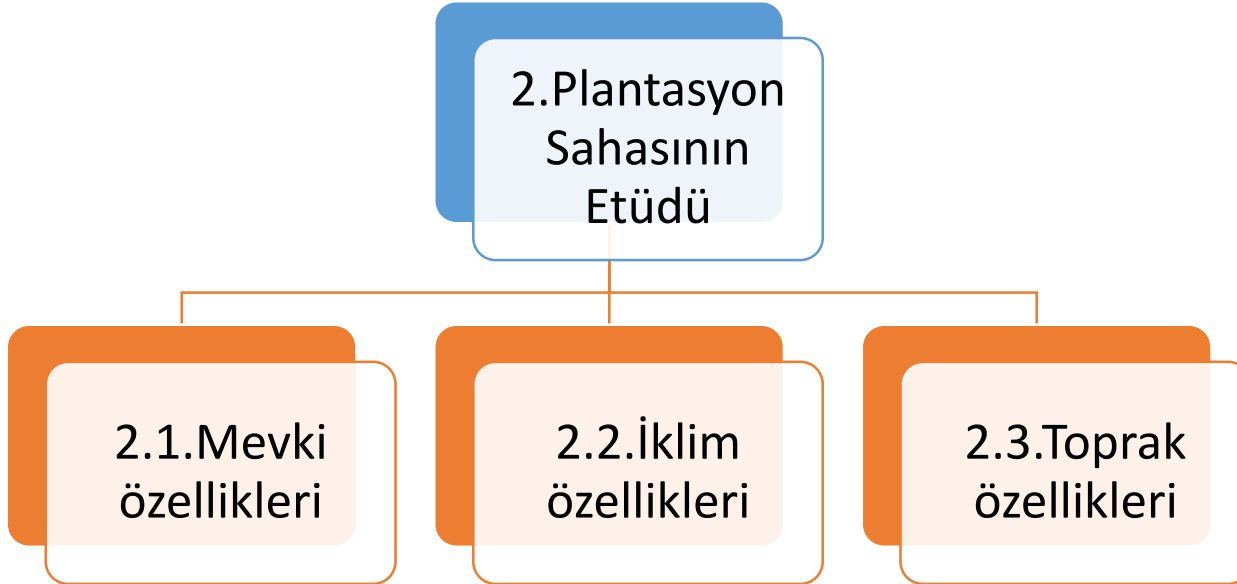 2.Plantasyon
Sahasının
Etüdü
2.1.Mevki
özellikleri
2.2.İklim
özellikleri
2.3.Toprak
özellikleri